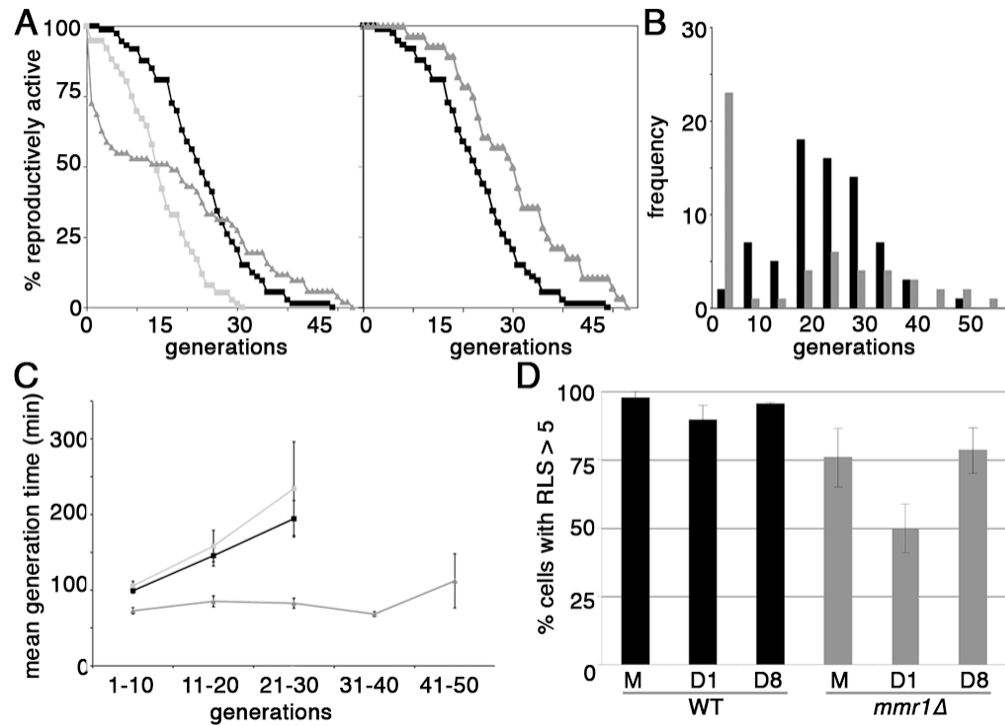 A
% reproductively active
100
75
50
25
0
0 15 30 45
generations
0 15 30 45
generations
B
frequency
30
20
10
0
0 10 20 30 40 50
generations
C
mean generation time (min)
300
200
100
0
1-10 11-20 21-30 31-40 41-50
generations
D
% cells with RLS > 5
100
75
50
25
0
M D1 D8 M D1 D8
WT mmr1Δ